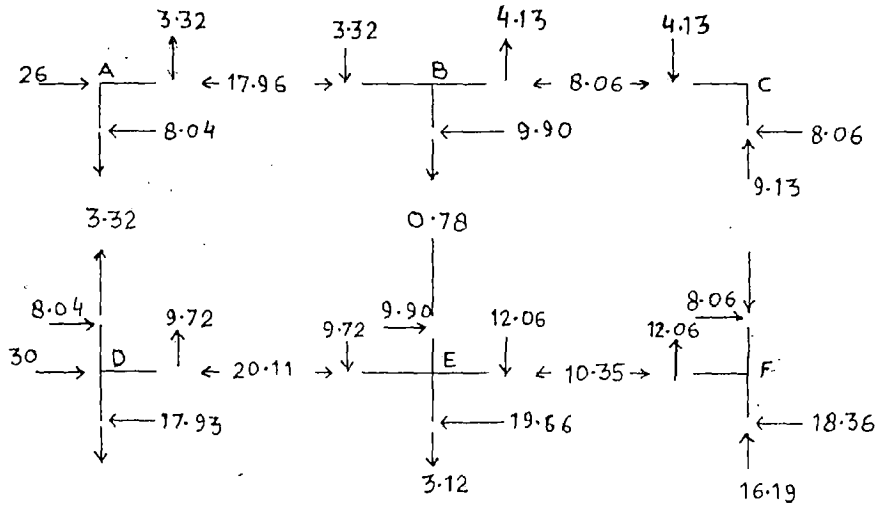 3.32 3.32 4.13 4.13
26 A 17.96 B 8.06 C
8.04 9.90 8.06
9.13
3.32 0.78
8.04 9.72 9.72 9.90 12.06 8.06 12.06
30 D 20.11 E 10.35 F
17.93 19.66 18.36
3.12 16.19